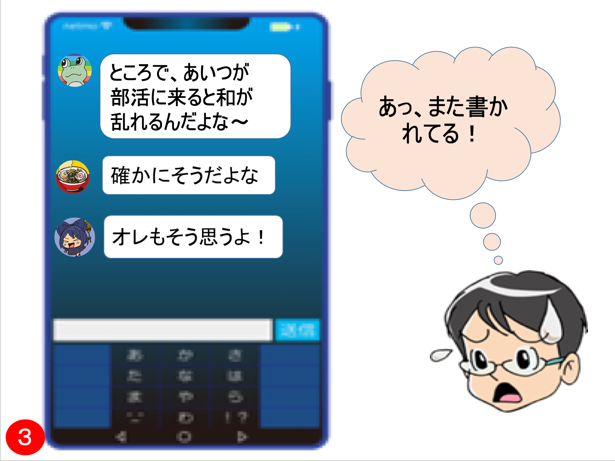 ところで、あいつが
部活に来ると和が
乱れるんだよな～
確かにそうだよな
オレもそう思うよ！
あっ、また書か
れてる！
送信
あ か さ
た な は
ま や ら
わ ！？
3